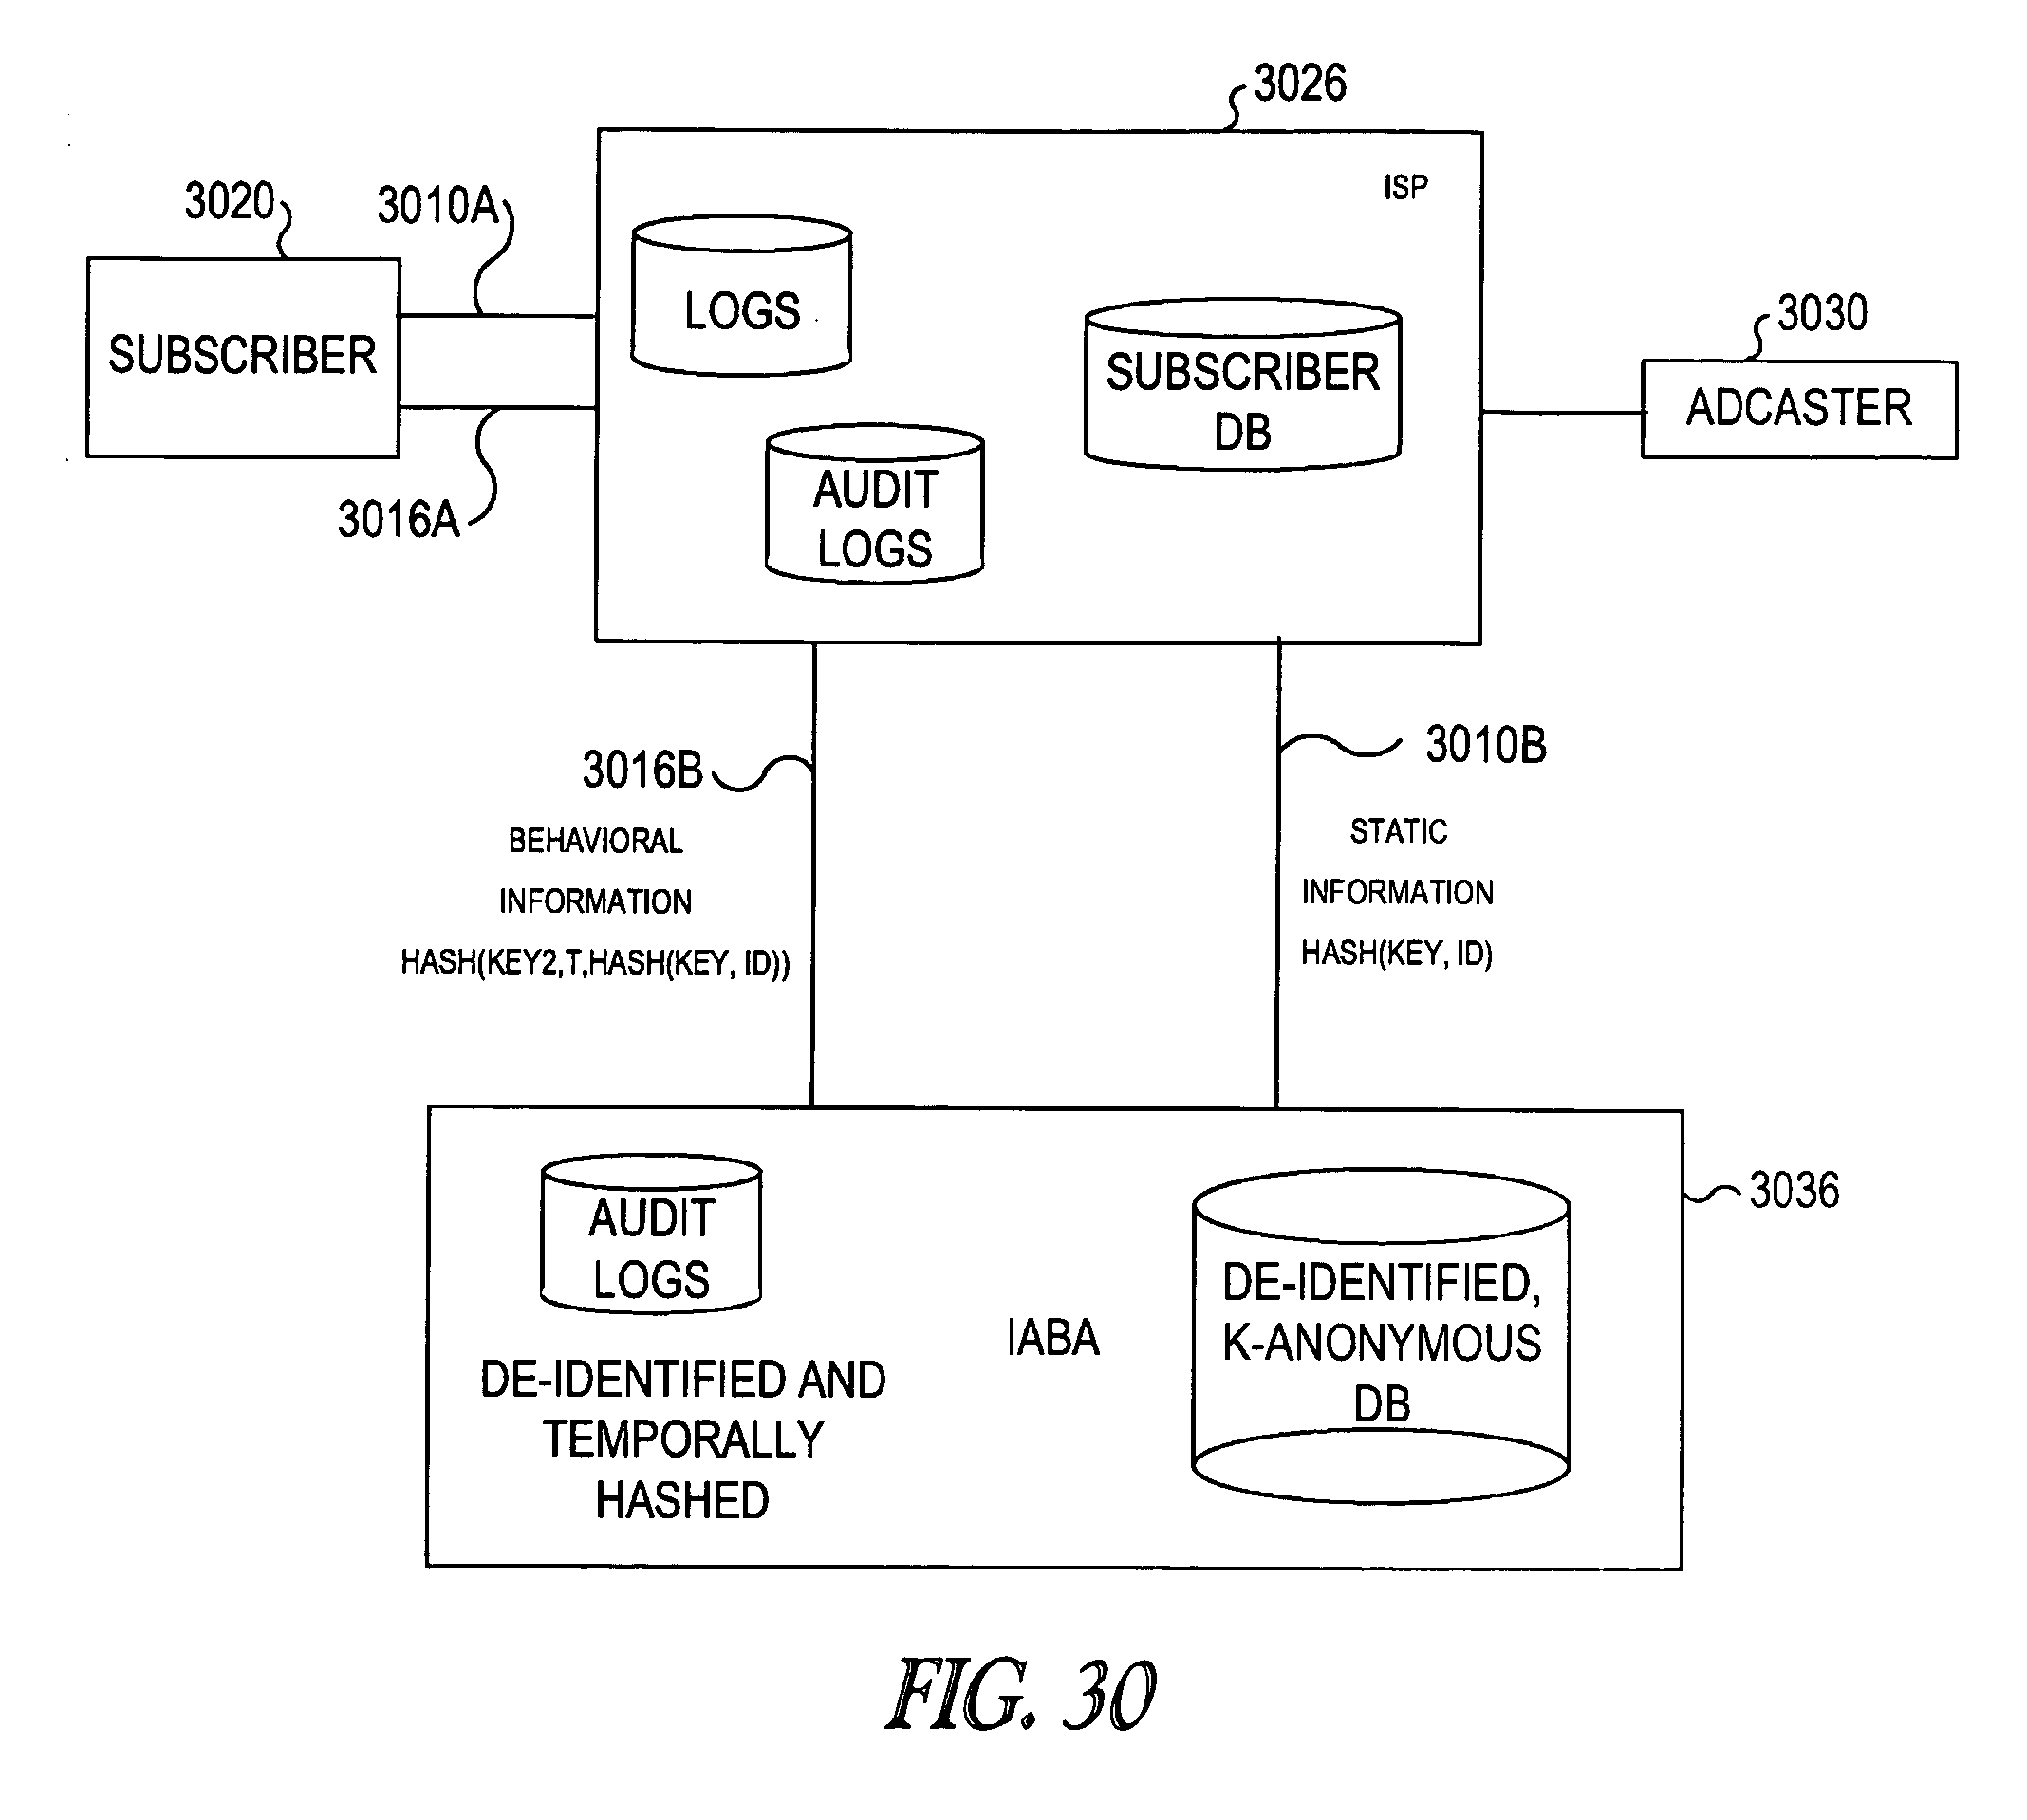 3026
ISP
3020
3010A
LOGS
3030
SUBSCRIBER
SUBSCRIBER
DB
ADCASTER
3016A
AUDIT
LOGS
3016B
3010B
BEHAVIORAL
INFORMATION
HASH(KEY2,T,HASH(KEY, ID))
STATIC
INFORMATION
HASH(KEY, ID)
3036
AUDIT
LOGS
DE-IDENTIFIED AND
TEMPORALLY
HASHED
IABA
DE-IDENTIFIED,
K-ANONYMOUS
DB
FIG. 30